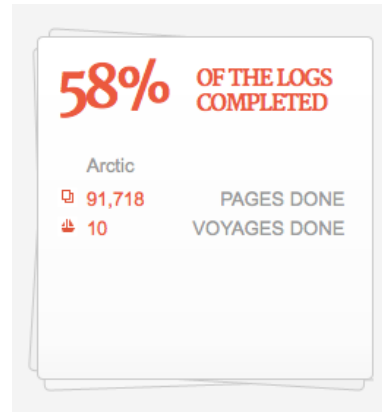 58% OF THE LOGS
COMPLETED
Arctic
91,718 PAGES DONE
10 VOYAGES DONE